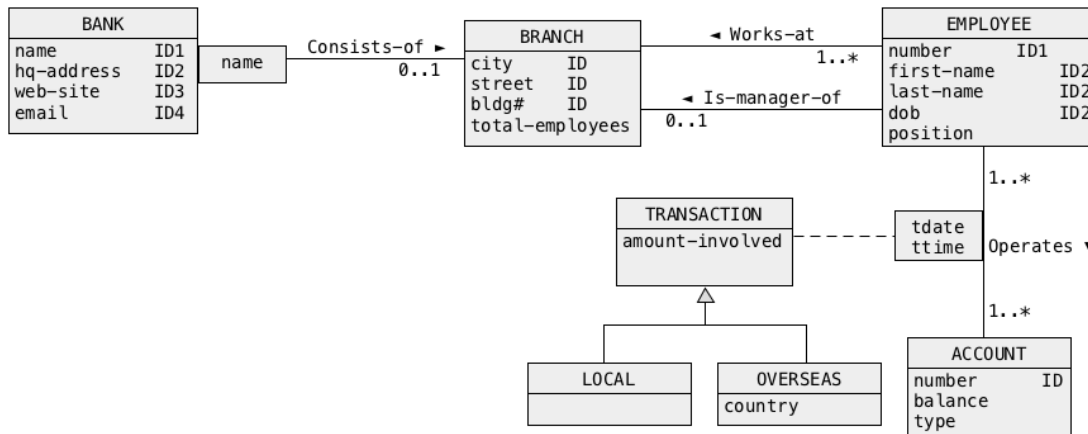 BANK
name ID1
hq-address ID2
web-site ID3
email ID4
name
Consists-of ►
0..1
BRANCH
city ID
street ID
bldg# ID
total-employees
◄ Works-at
1..*
◄ Is-manager-of
0..1
EMPLOYEE
number ID1
first-name ID2
last-name ID2
dob ID2
position
1..*
TRANSACTION
amount-involved
tdate
ttime
Operates ▼
1..*
LOCAL
OVERSEAS
country
ACCOUNT
number ID
balance
type